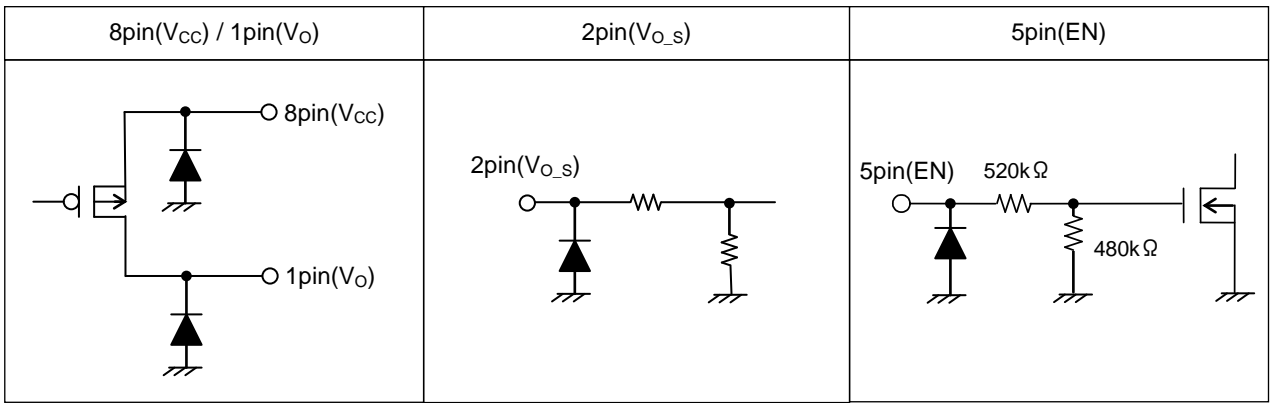 8pin(VCC) / 1pin(VO)
2pin(VO_S)
5pin(EN)
8pin(VCC)
1pin(VO)
2pin(VO_S)
5pin(EN)
520kΩ
480kΩ